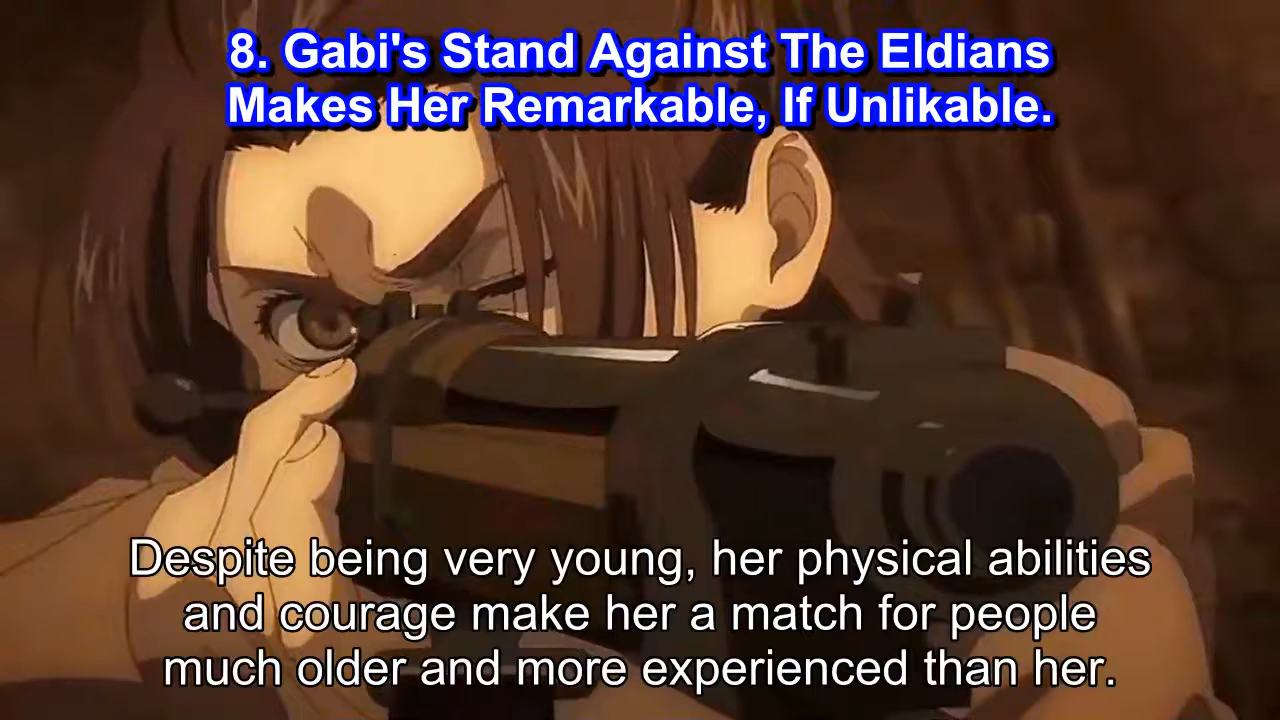 8. Gabi's Stand Against The Eldians
Makes Her Remarkable, If Unlikable.
Despite being very young, her physical abilities
and courage make her a match for people
much older and more experienced than her.